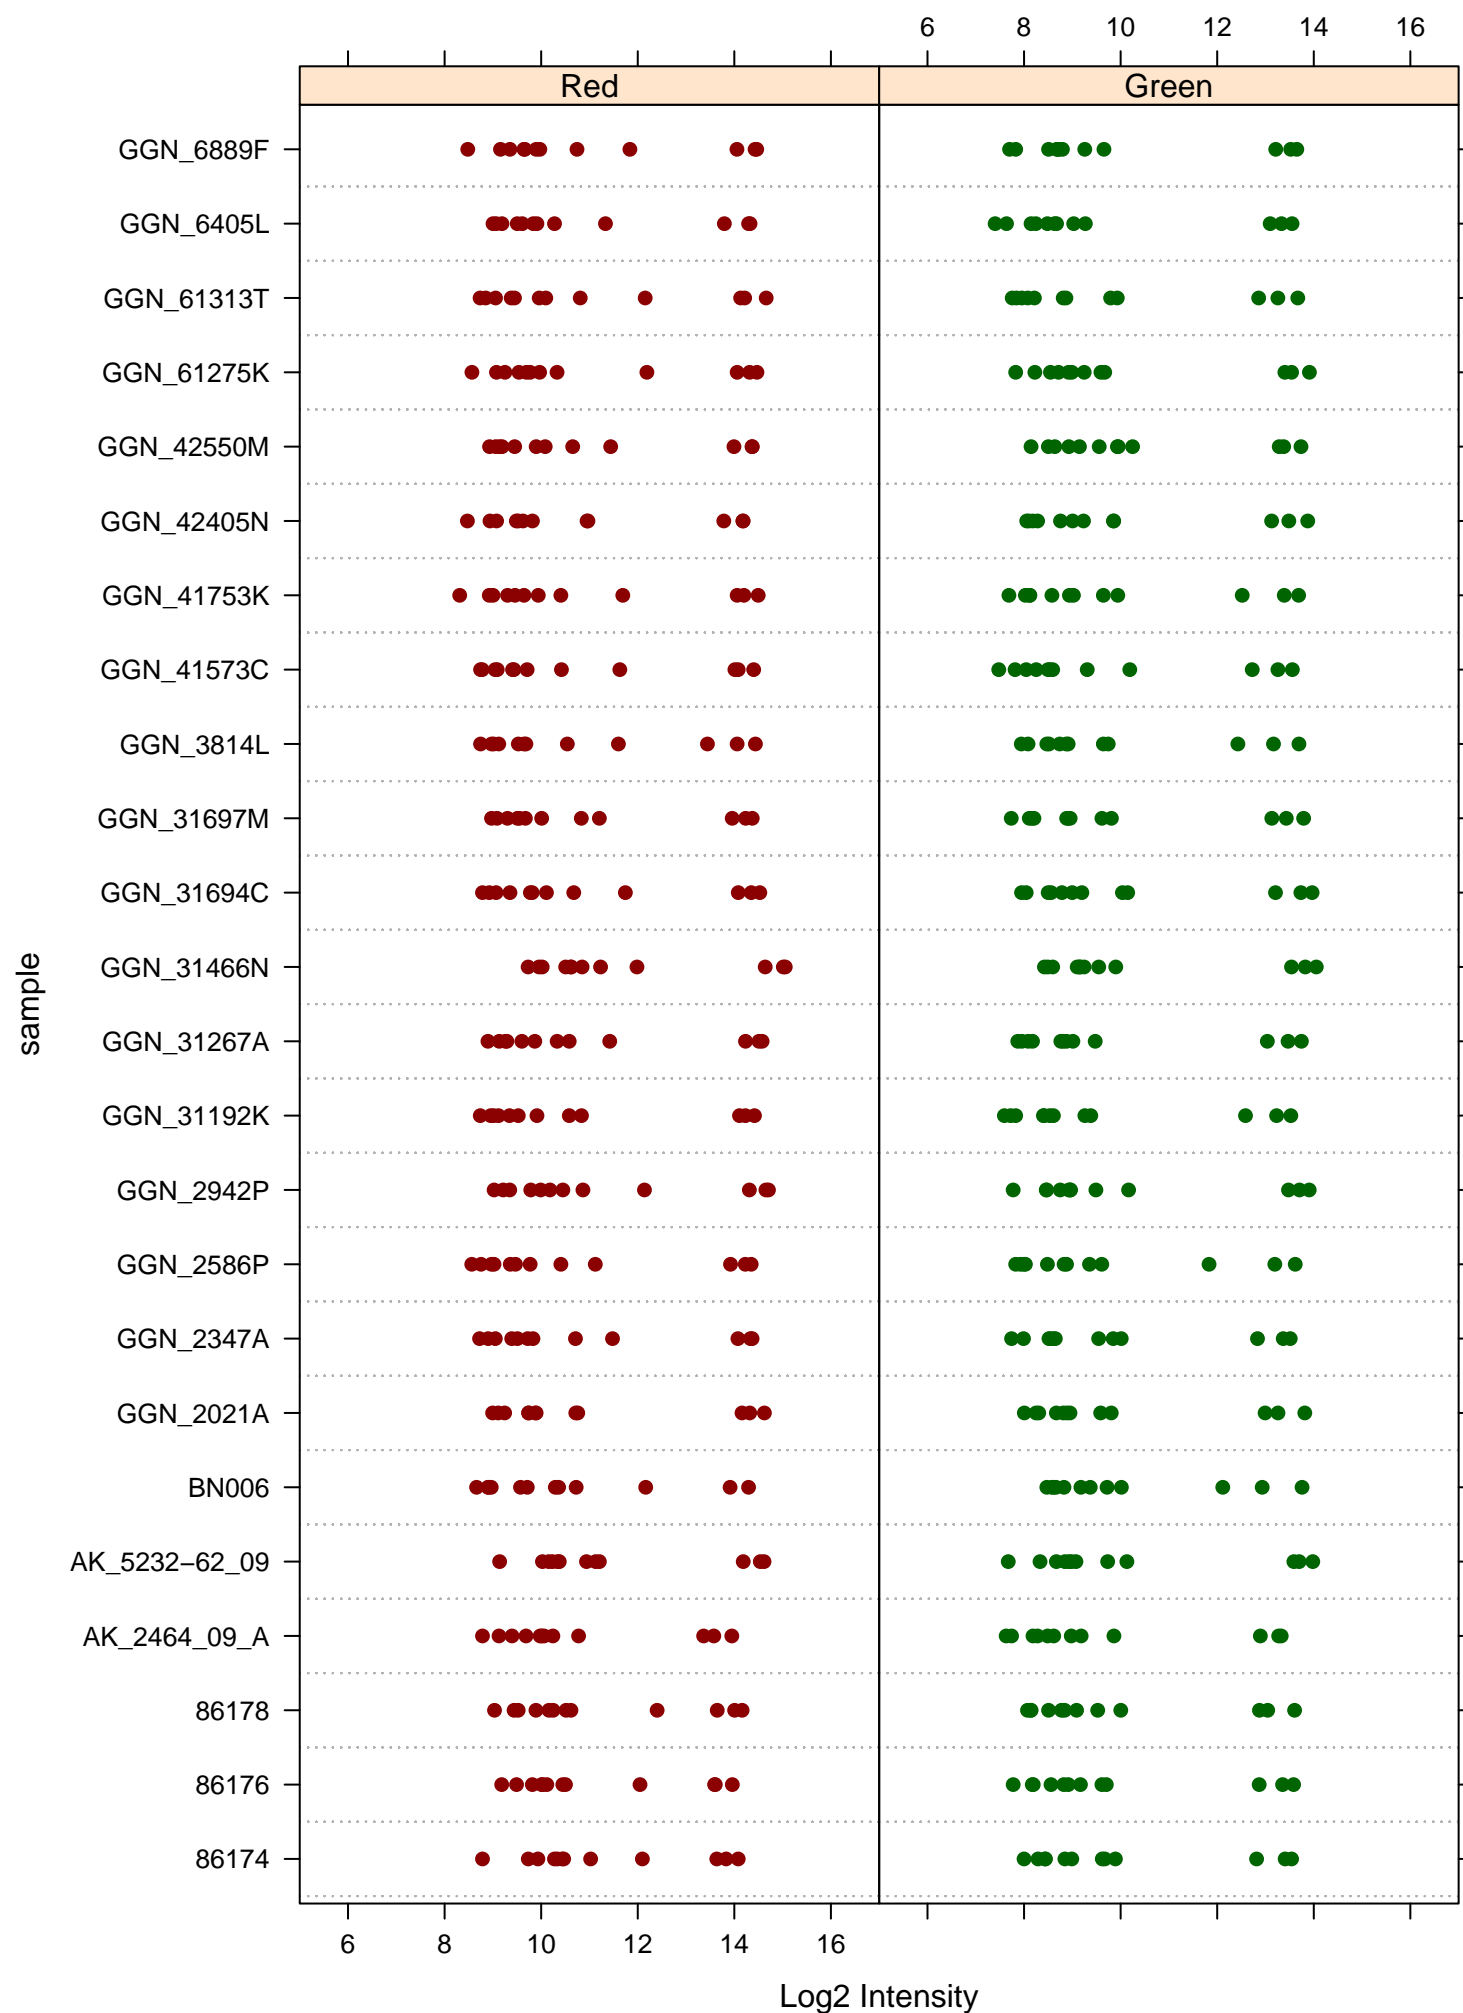 6 8 10 12 14 16
Red Green
GGN_6889F
GGN_6405L
GGN_61313T
GGN_61275K
GGN_42550M
GGN_42405N
GGN_41753K
GGN_41573C
GGN_3814L
GGN_31697M
GGN_31694C
GGN_31466N
sample
GGN_31267A
GGN_31192K
GGN_2942P
GGN_2586P
GGN_2347A
GGN_2021A
BN006
AK_5232−62_09
AK_2464_09_A
86178
86176
86174
6 8 10 12 14 16
Log2 Intensity